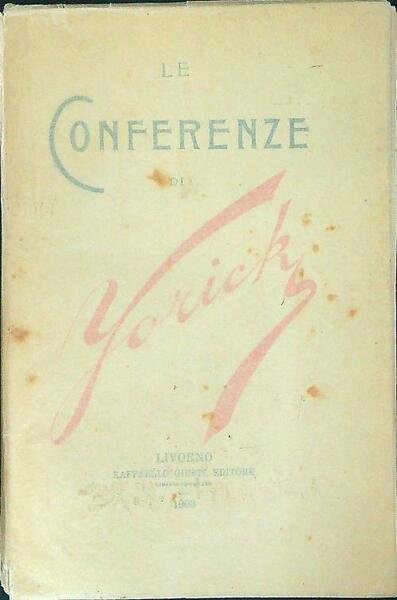 LE
CONFERENZE
DI
Yorick
LIVORNO
RAFFAELLO GIUSTI, EDITORE